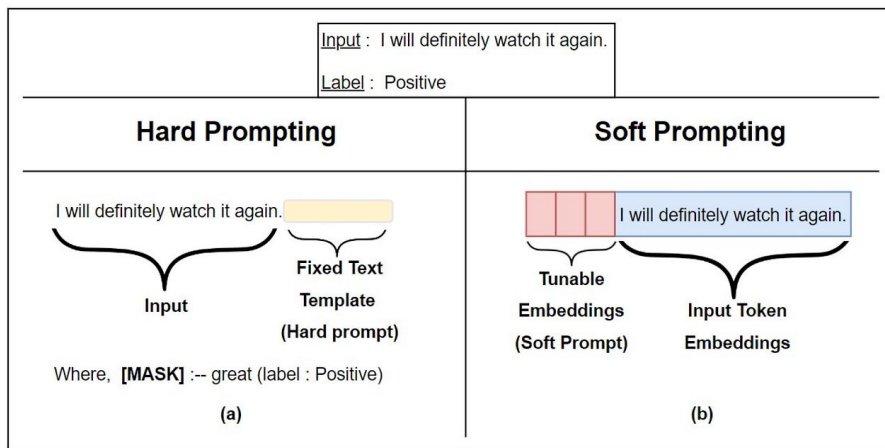 Input : I will definitely watch it again.
Label : Positive
Hard Prompting
Soft Prompting
I will definitely watch it again.
Input
Fixed Text
Template
(Hard prompt)
Where, [MASK] :-- great (label : Positive)
(a)
I will definitely watch it again.
Tunable
Embeddings
(Soft Prompt)
Input Token
Embeddings
(b)